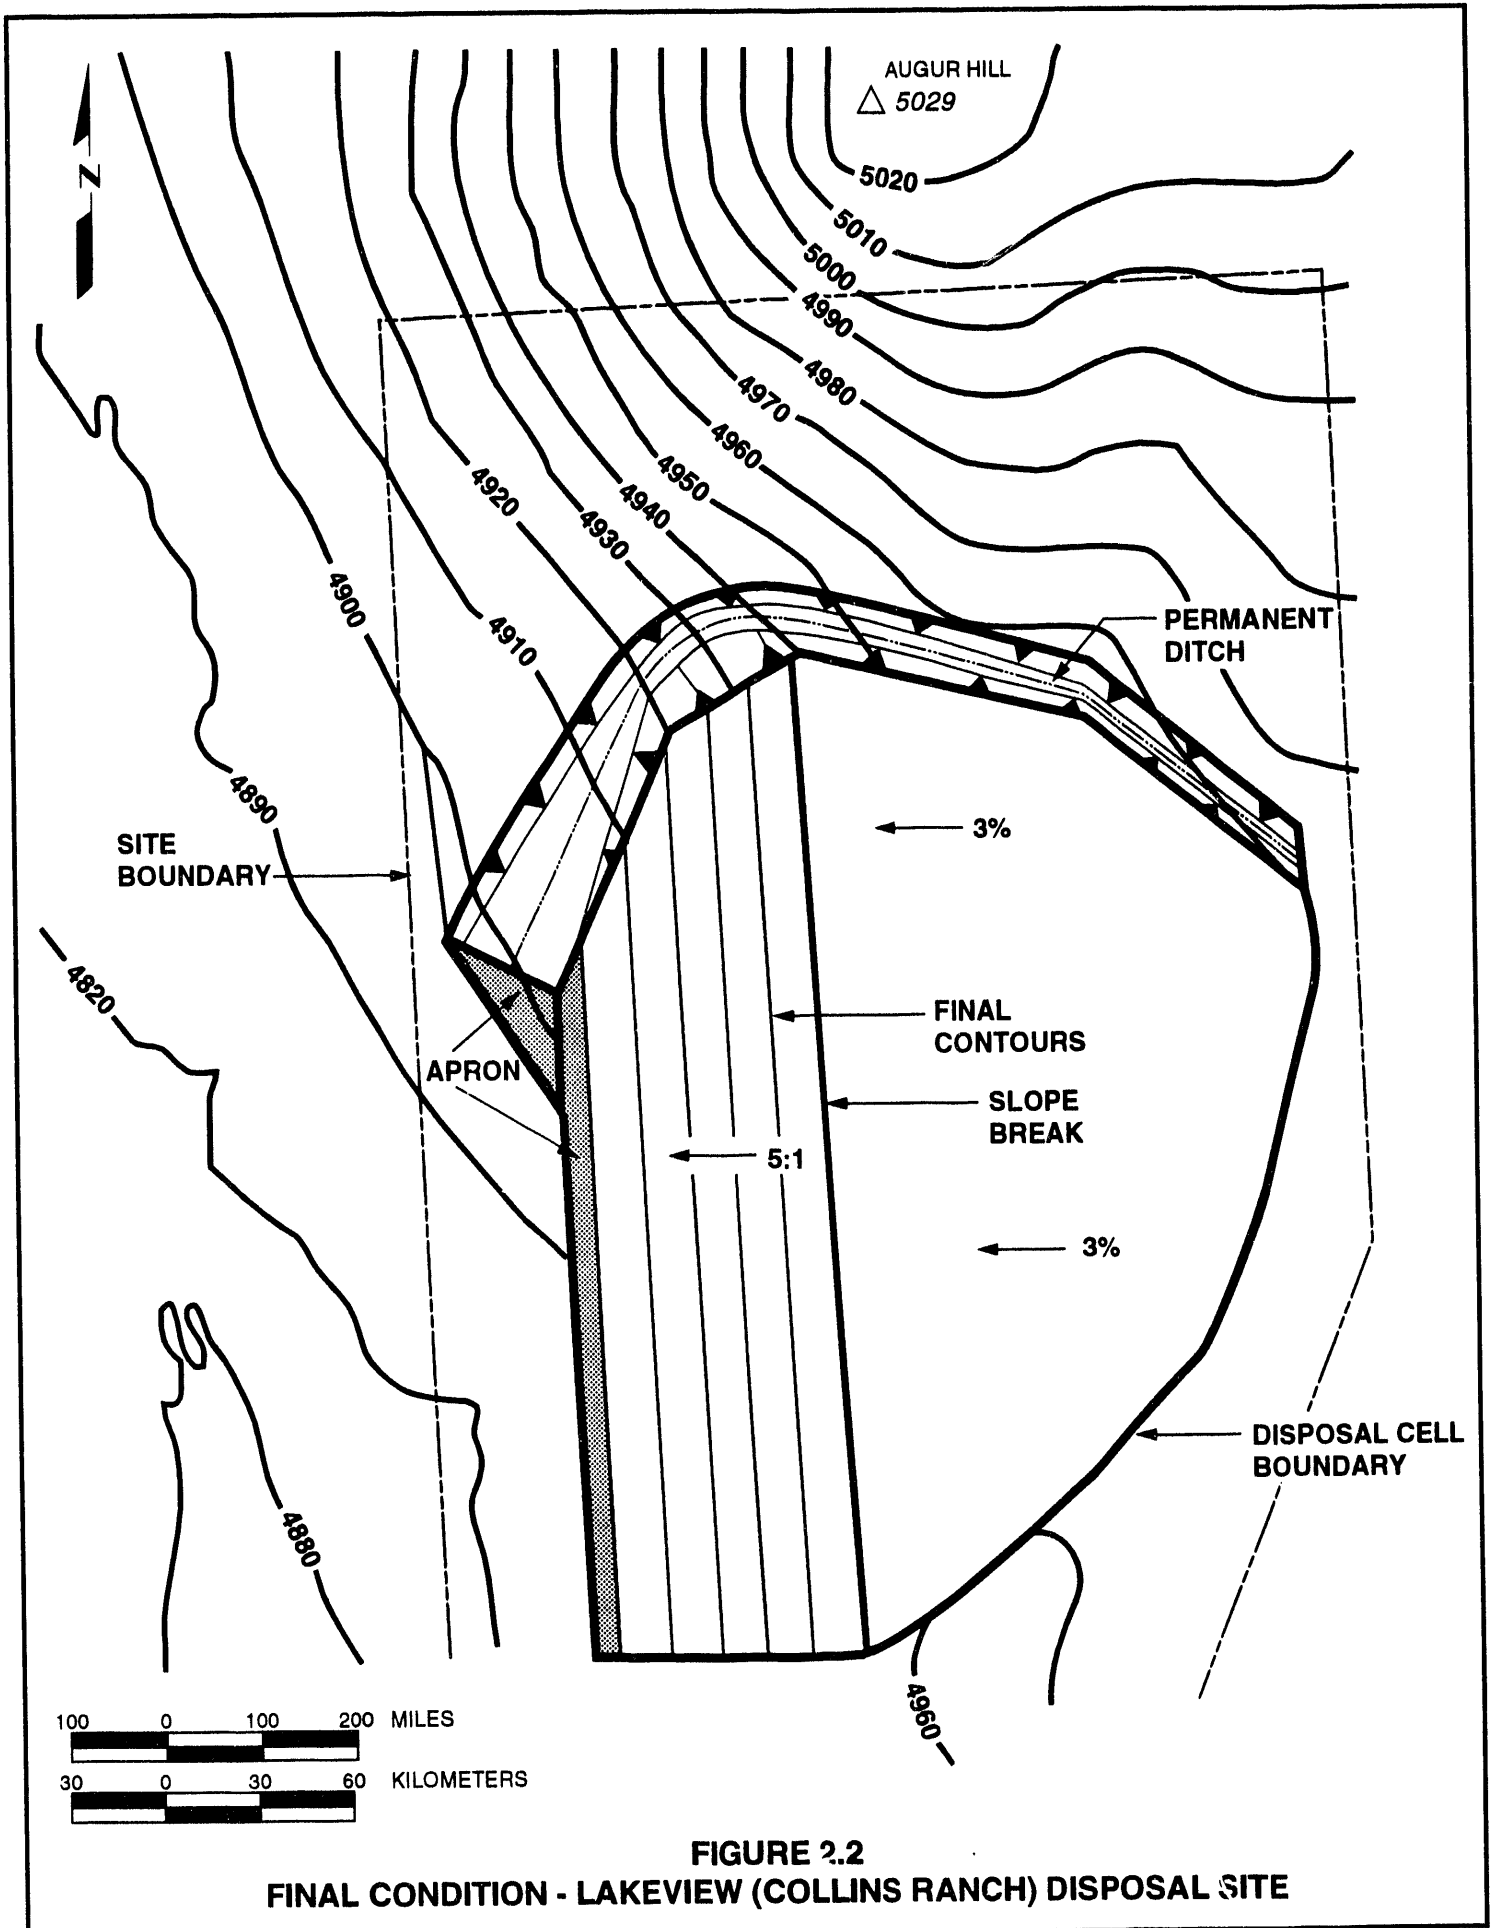 AUGUR HILL
5029
N
5020
5010
5000
4990
4980
4970
4960
4950
4940
4930
4920
4910
4900
4890
4820
4880
4960
PERMANENT
DITCH
SITE
BOUNDARY
3%
FINAL
CONTOURS
APRON
SLOPE
BREAK
5:1
3%
DISPOSAL CELL
BOUNDARY
100 0 100 200 MILES
30 0 30 60 KILOMETERS
FIGURE 2.2
FINAL CONDITION - LAKEVIEW (COLLINS RANCH) DISPOSAL SITE